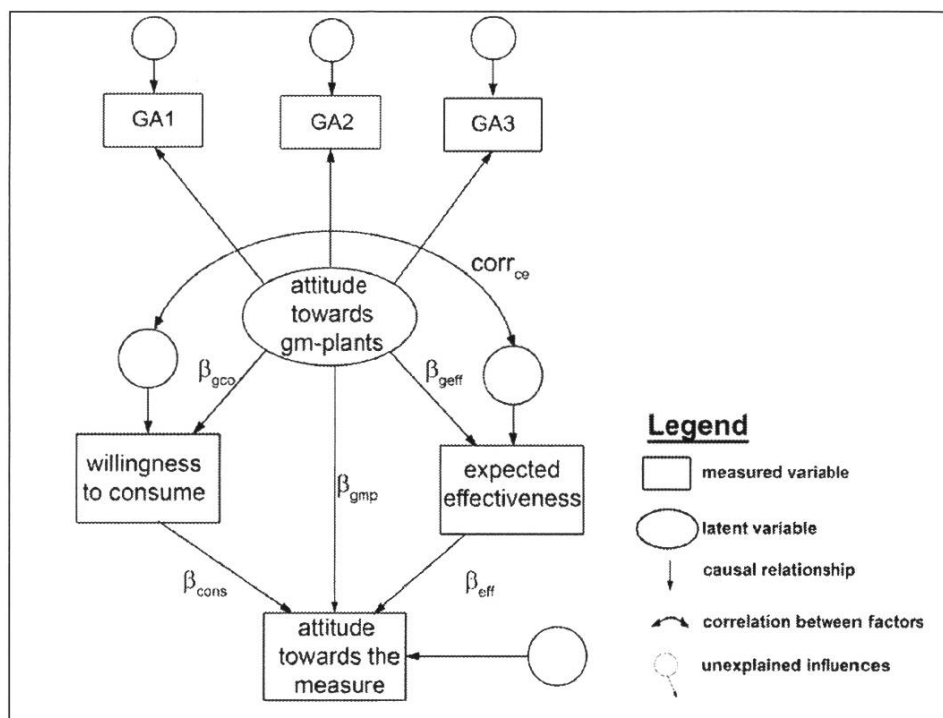 GA1
GA2
GA3
corr_ce
attitude
towards
gm-plants
β_gco
β_geff
willingness
to consume
β_gmp
expected
effectiveness
β_cons
β_eff
attitude
towards the
measure
Legend
measured variable
latent variable
causal relationship
correlation between factors
unexplained influences